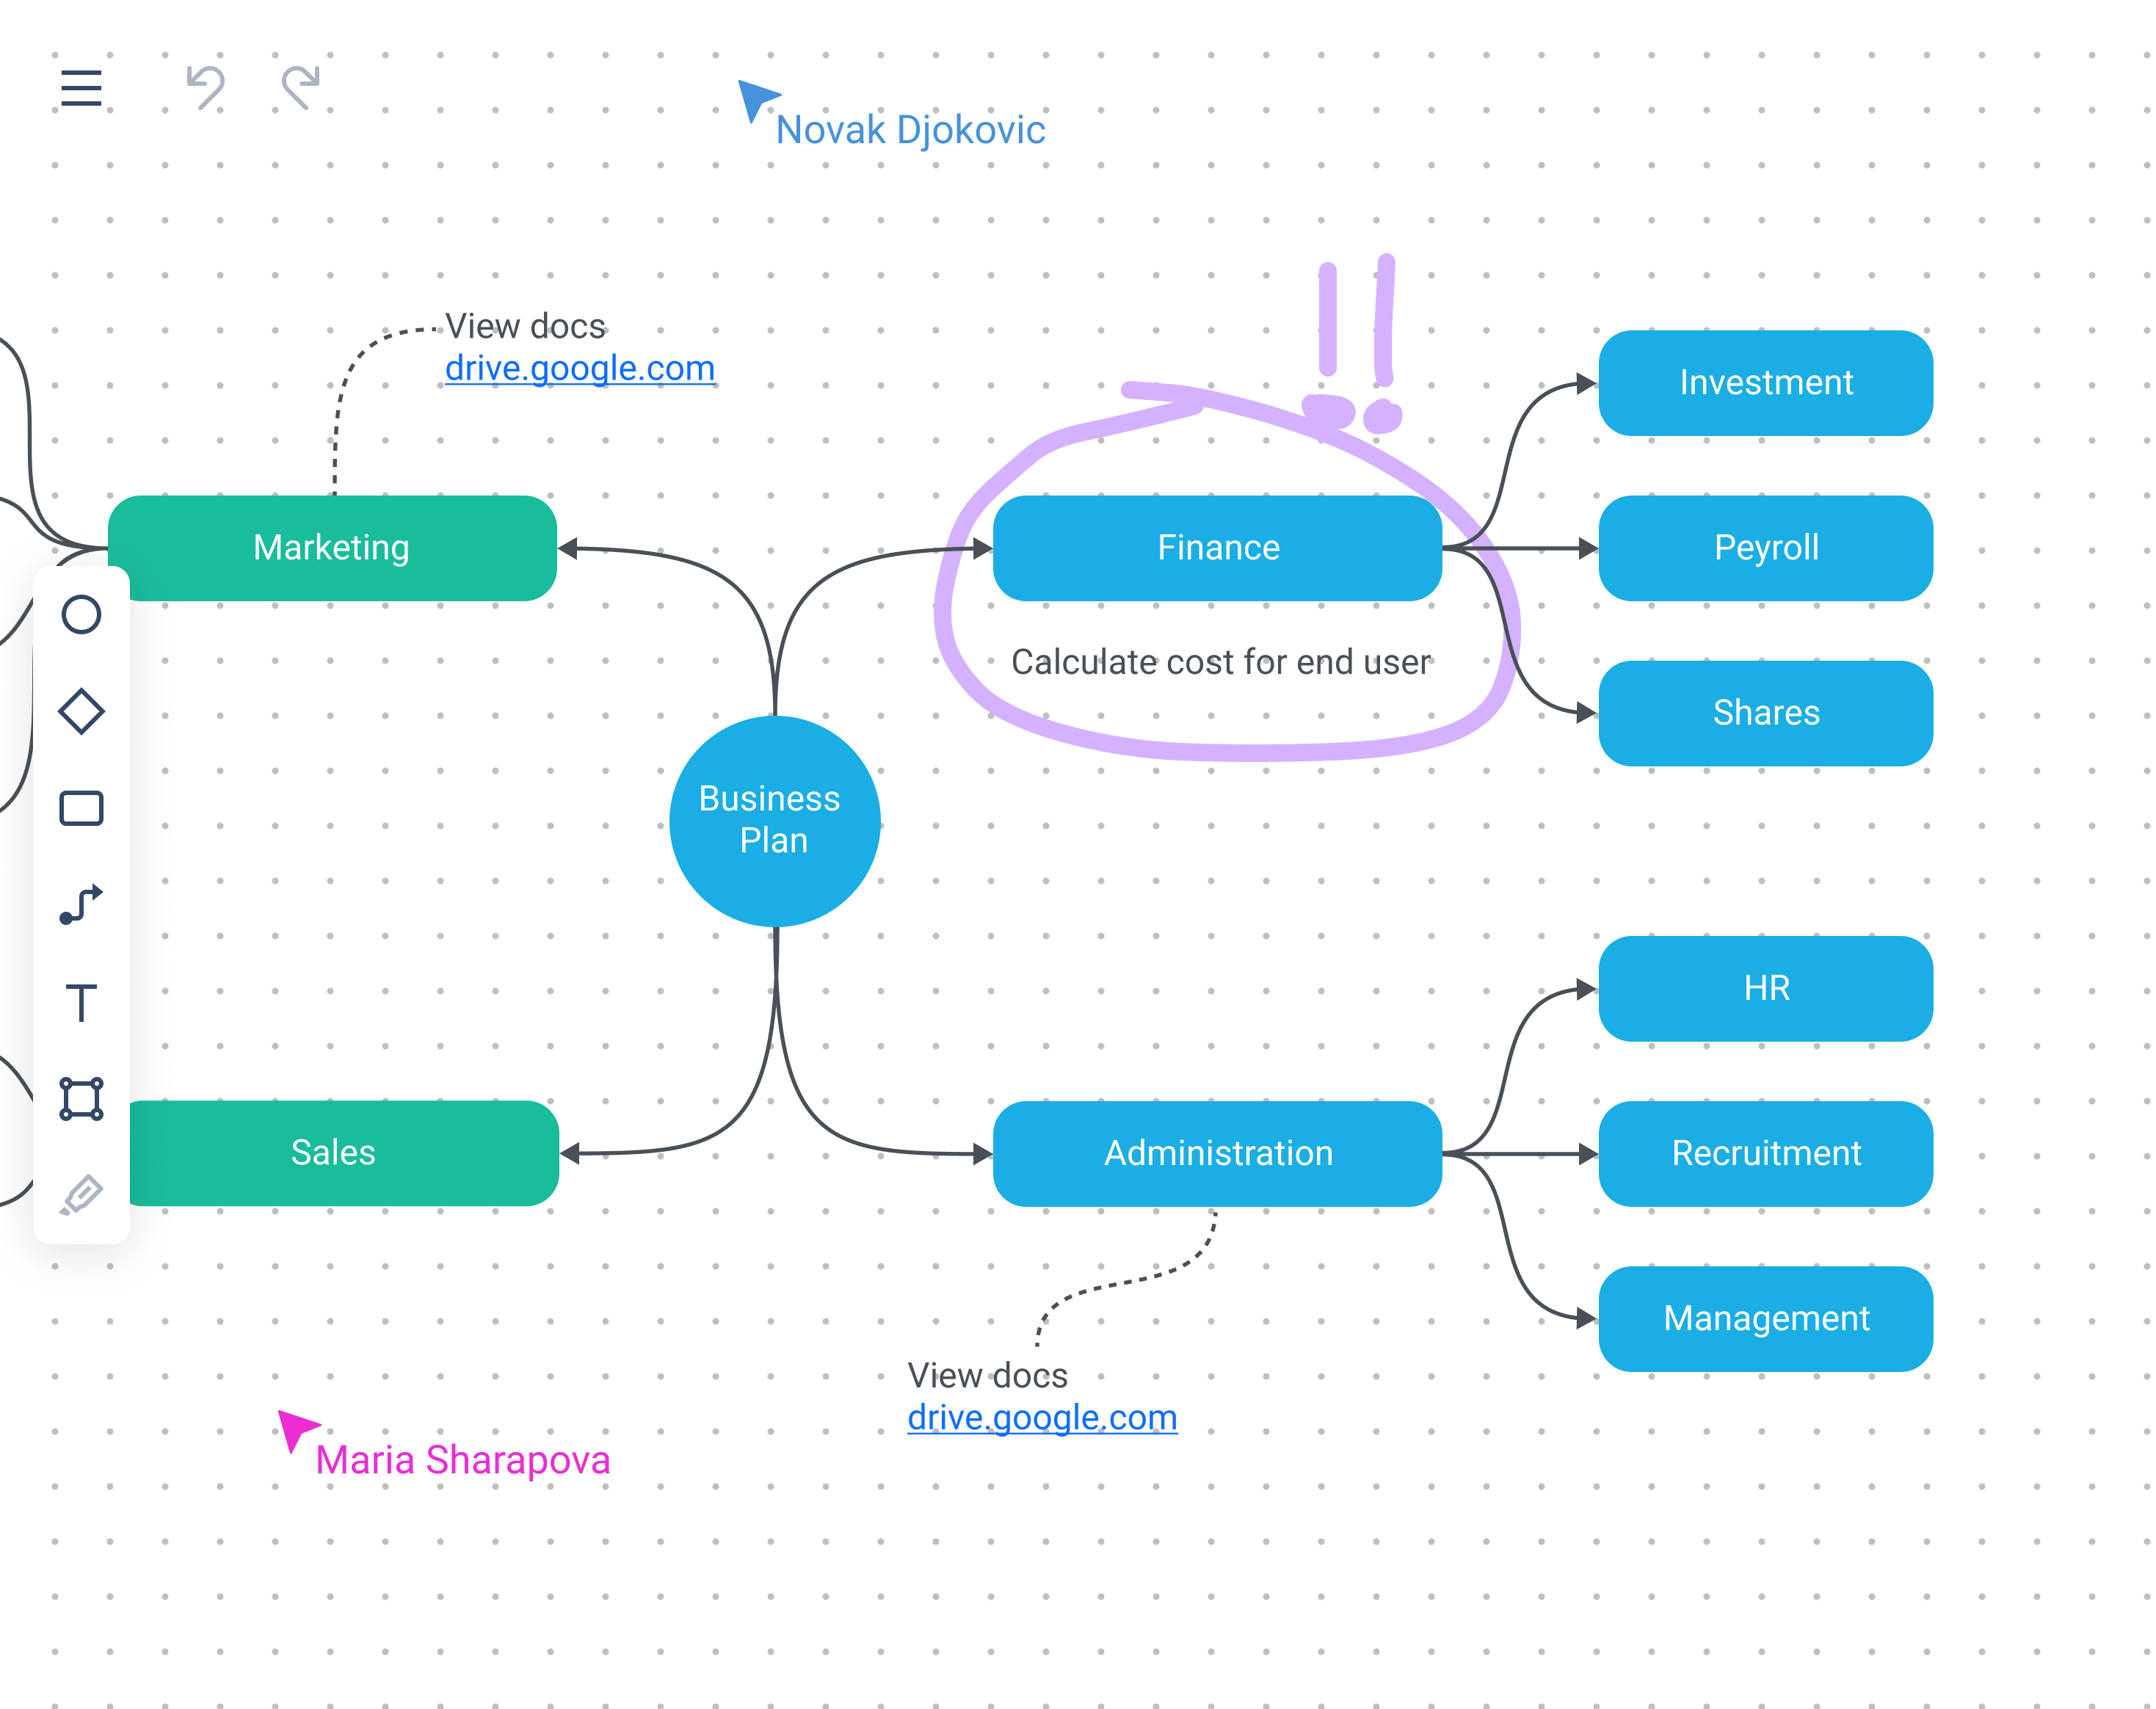 Novak Djokovic
View docs
drive.google.com
!!
Marketing
Finance
Calculate cost for end user
Investment
Peyroll
Shares
Business
Plan
Sales
Administration
HR
Recruitment
Management
View docs
drive.google.com
Maria Sharapova